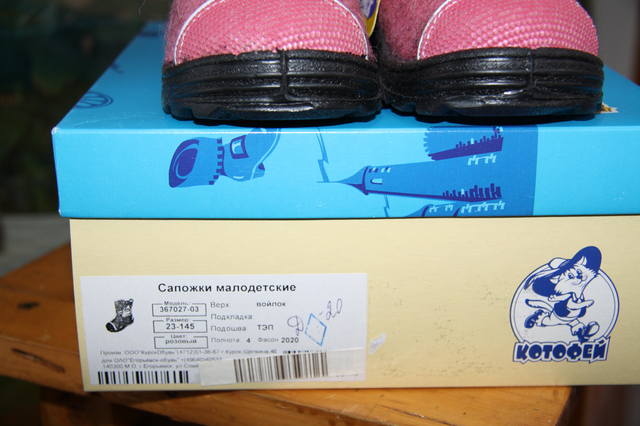 Сапожки малодетские
Модель:
367027-03
Размер:
23-145
Цвет:
розовый
Верх войлок
Подкладка
Подошва ТЭП
Полнота 4 Фасон 2020
Д-20
КОТОФЕЙ